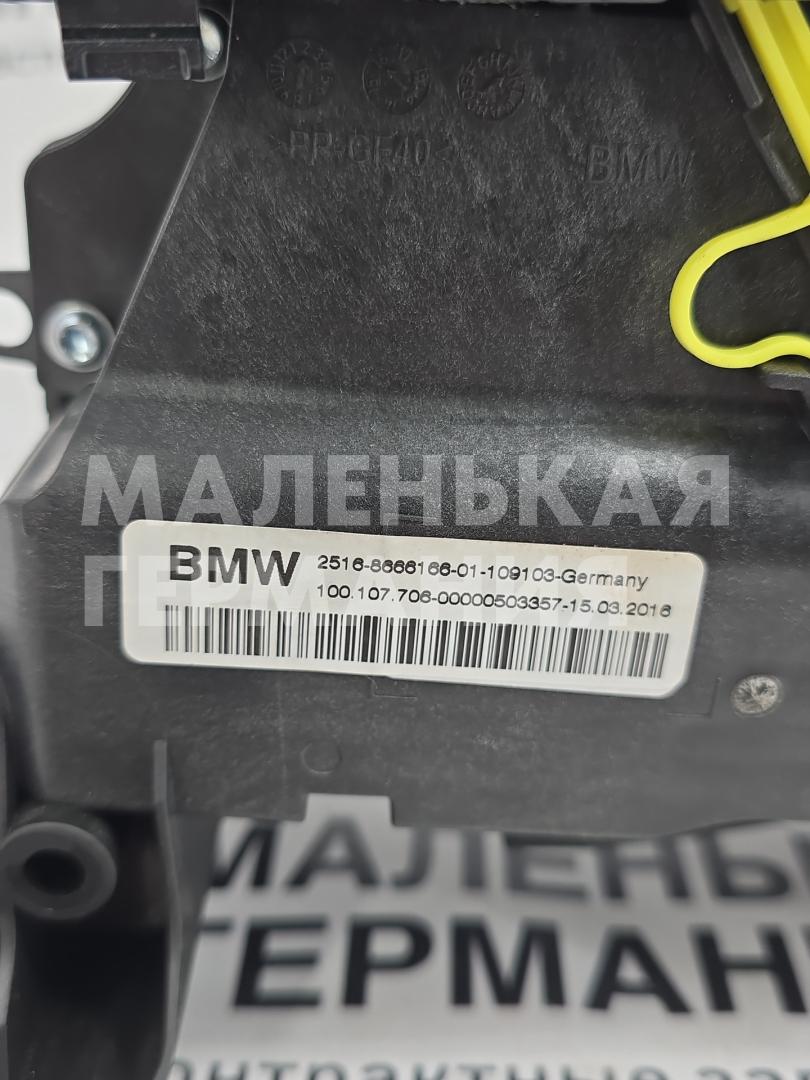 >PP-GF40<
BMW
МАЛЕНЬКАЯ
ГЕРМАНИЯ
BMW 2516-8666166-01-109103-Germany
100.107.706-00000503357-15.03.2016
МАЛЕНЬ
ГЕРМАН